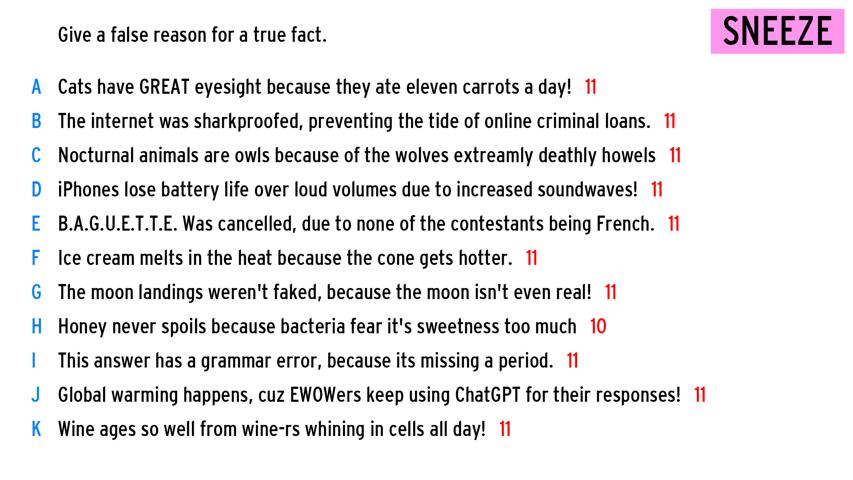 Give a false reason for a true fact.
SNEEZE
A Cats have GREAT eyesight because they ate eleven carrots a day! 11
B The internet was sharkproofed, preventing the tide of online criminal loans. 11
C Nocturnal animals are owls because of the wolves extreamly deathly howels 11
D iPhones lose battery life over loud volumes due to increased soundwaves! 11
E B.A.G.U.E.T.T.E. Was cancelled, due to none of the contestants being French. 11
F Ice cream melts in the heat because the cone gets hotter. 11
G The moon landings weren't faked, because the moon isn't even real! 11
H Honey never spoils because bacteria fear it's sweetness too much 10
I This answer has a grammar error, because its missing a period. 11
J Global warming happens, cuz EWOWers keep using ChatGPT for their responses! 11
K Wine ages so well from wine-rs whining in cells all day! 11